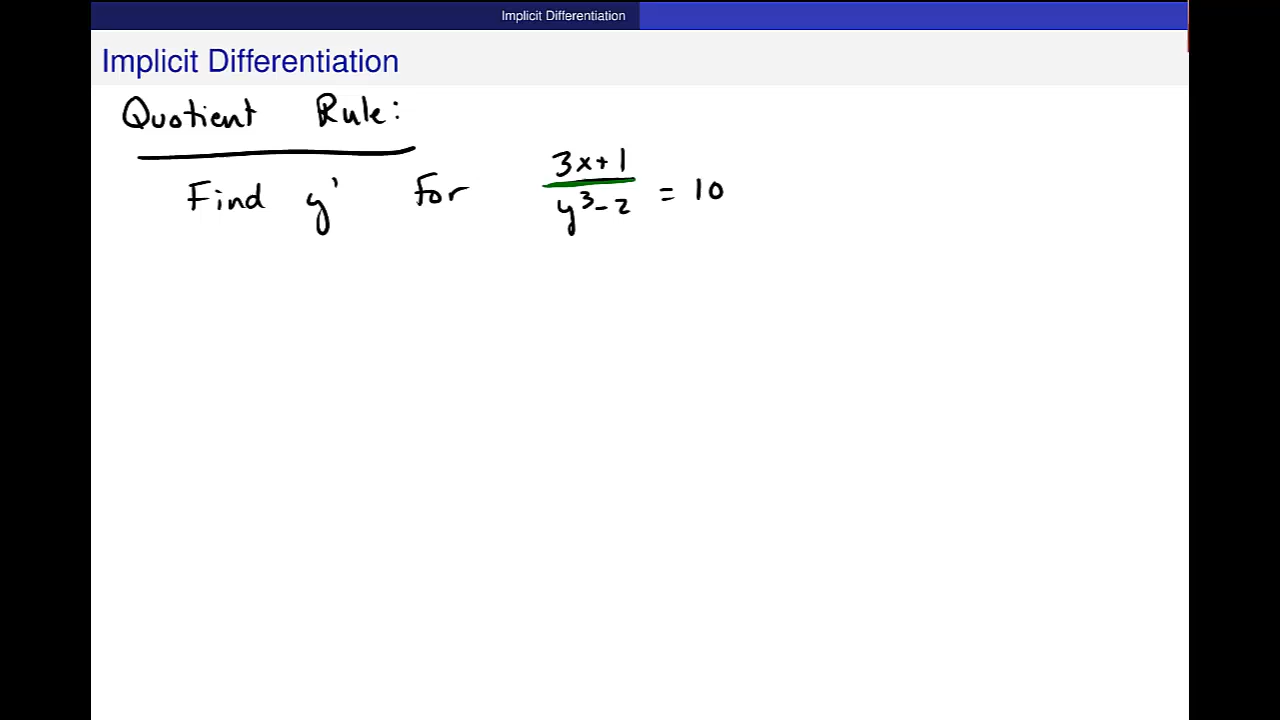 Implicit Differentiation
Implicit Differentiation
Quotient Rule:
Find y' for (3x+1)/(y³-2) = 10